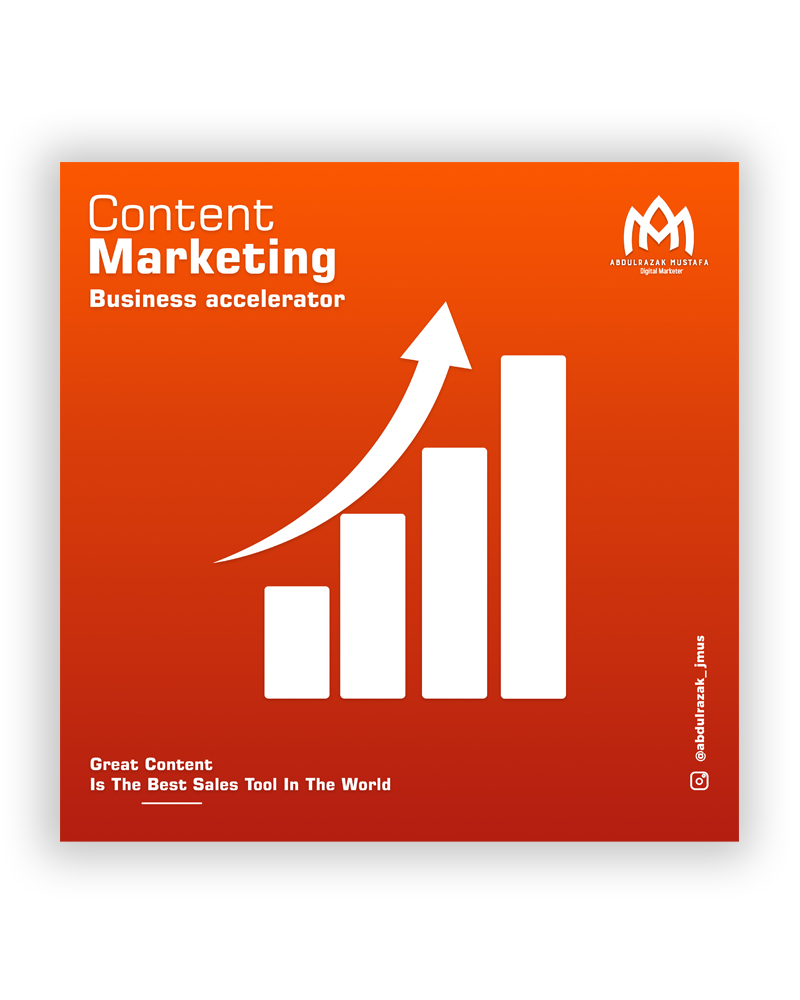 Content
Marketing
Business accelerator
ABDULRAZAK MUSTAFA
Digital Marketer
@abdulrazak_jmus
Great Content
Is The Best Sales Tool In The World